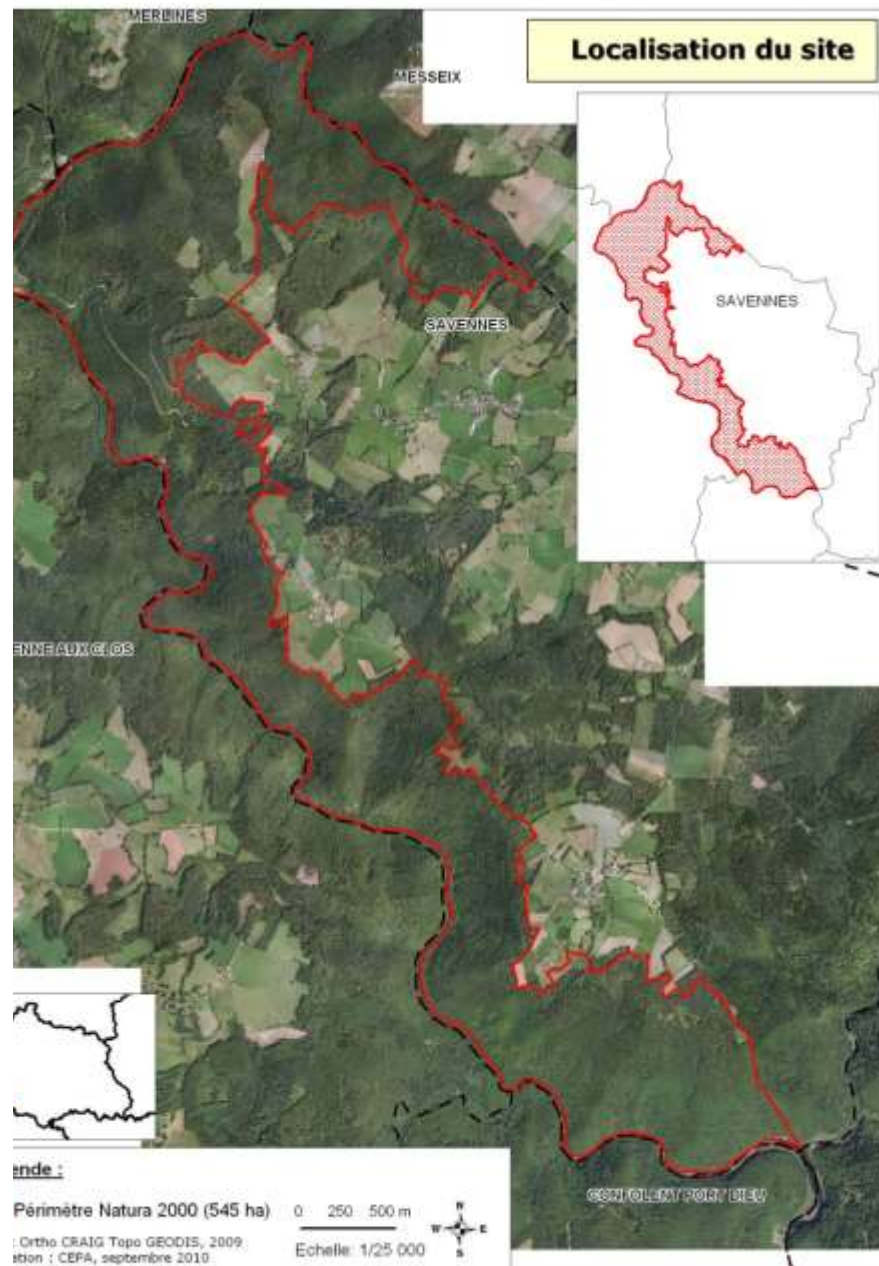 MERLINES
Localisation du site
MESSEIX
SAVENNES
SAVENNES
ENNE AUX CLOS
ende :
Périmètre Natura 2000 (545 ha)
0 250 500 m
N
W E
S
: Ortho CRAIG Topo GEODIS, 2009
Echelle: 1/25 000
ation : CEPA, septembre 2010
CONFOLENT PORT DIEU